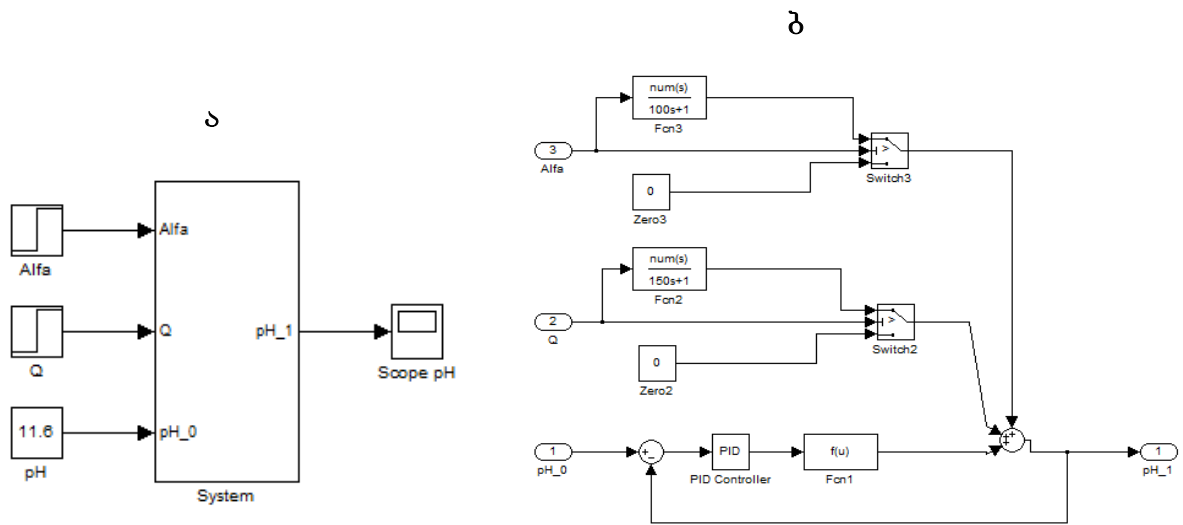 ა
Alfa
Alfa
Q
Q
pH_1
Scope pH
11.6
pH_0
pH
System
ბ
num(s)
100s+1
Fcn3
3
Alfa
>
Switch3
0
Zero3
num(s)
150s+1
Fcn2
2
Q
>
Switch2
0
Zero2
1
pH_0
+
-
PID
PID Controller
f(u)
Fcn1
+
+
+
1
pH_1